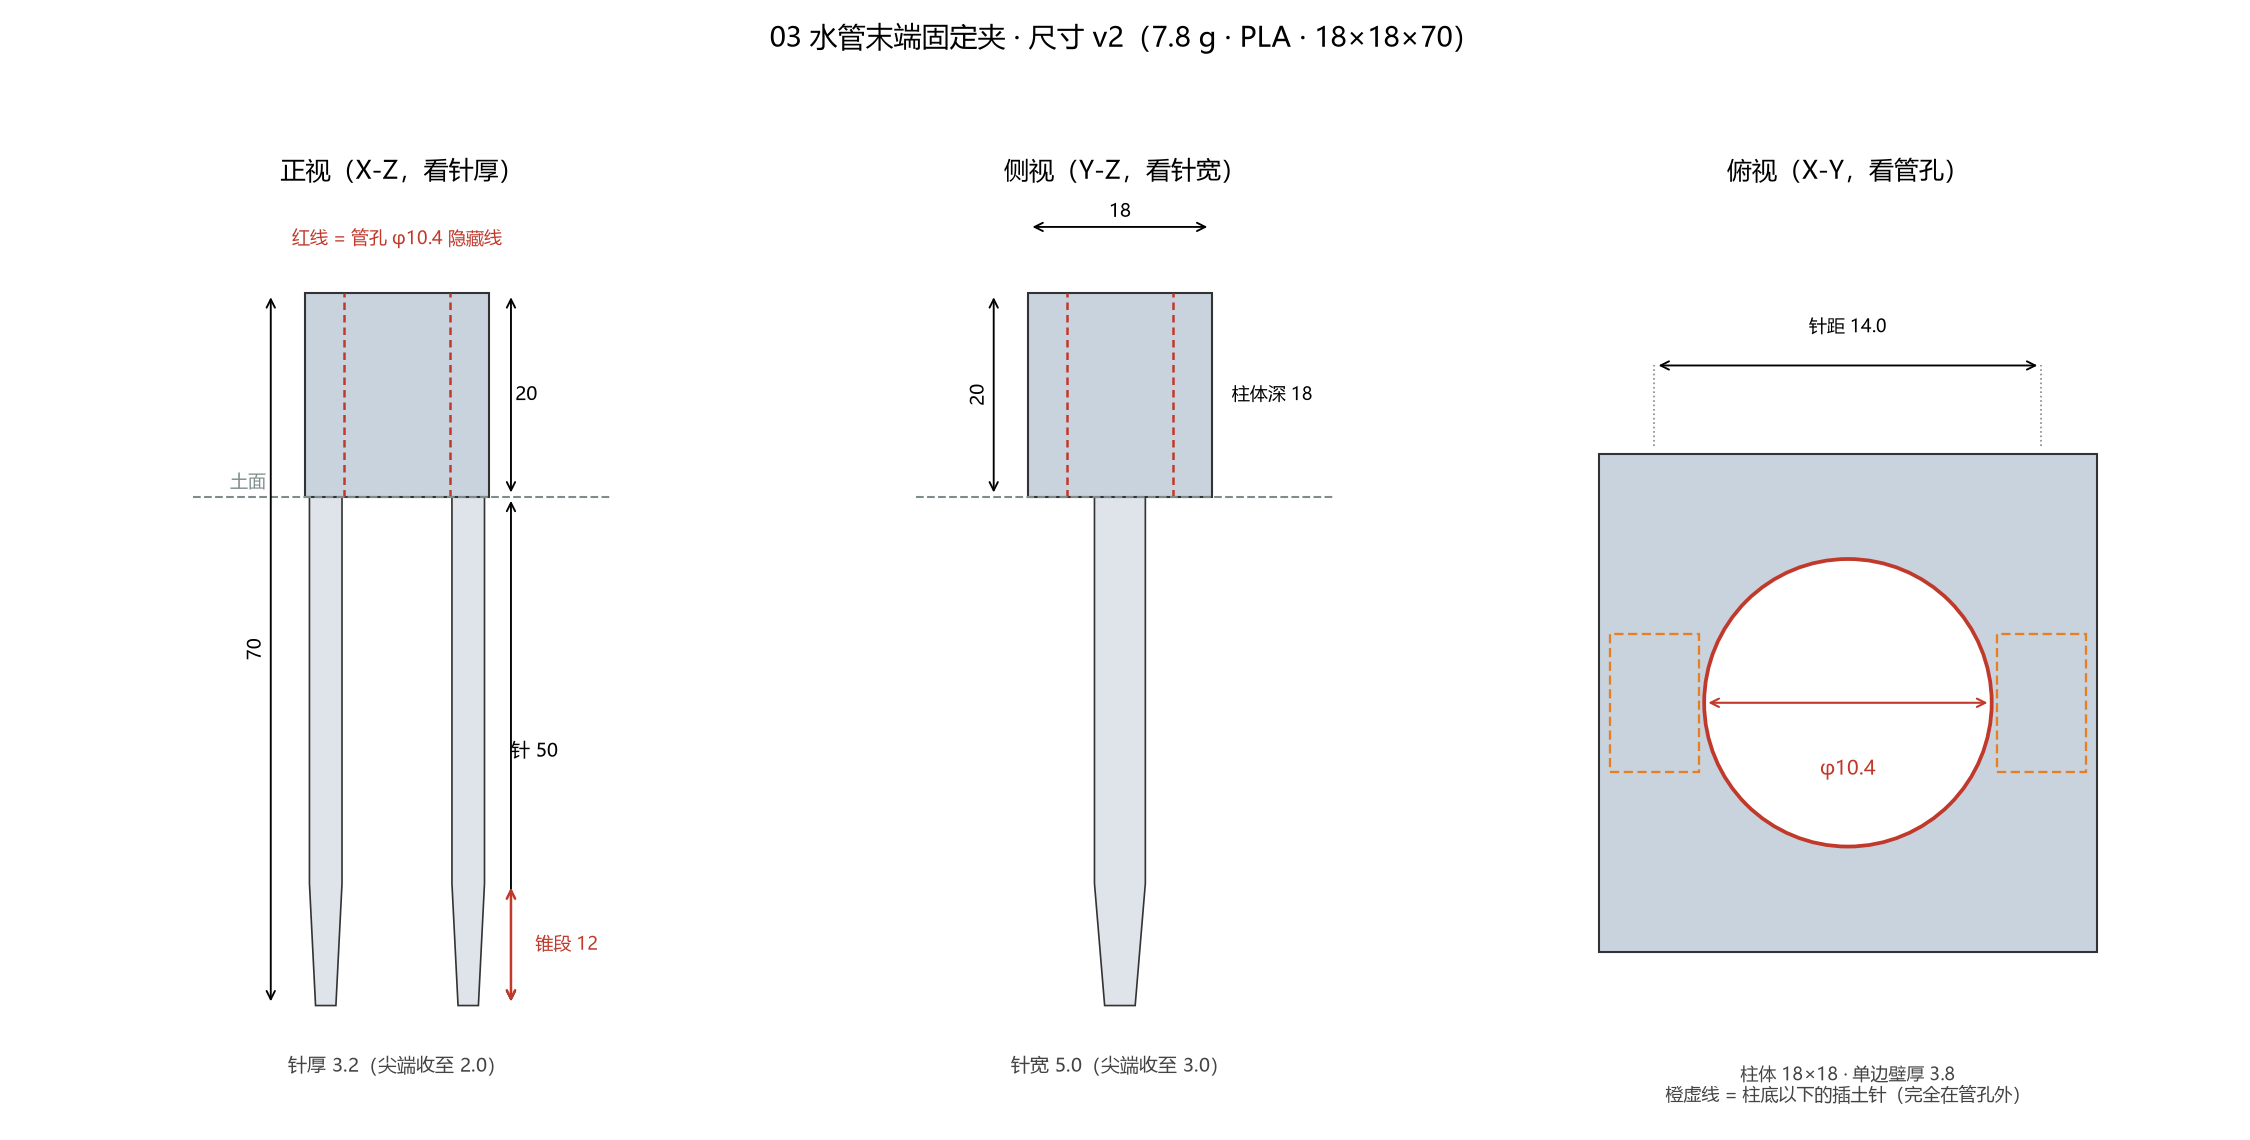 03 水管末端固定夹 · 尺寸 v2（7.8 g · PLA · 18×18×70）
正视（X-Z，看针厚）
红线 = 管孔 φ10.4 隐藏线
20
土面
70
针 50
锥段 12
针厚 3.2（尖端收至 2.0）
侧视（Y-Z，看针宽）
18
20
柱体深 18
针宽 5.0（尖端收至 3.0）
俯视（X-Y，看管孔）
针距 14.0
φ10.4
柱体 18×18 · 单边壁厚 3.8
橙虚线 = 柱底以下的插土针（完全在管孔外）